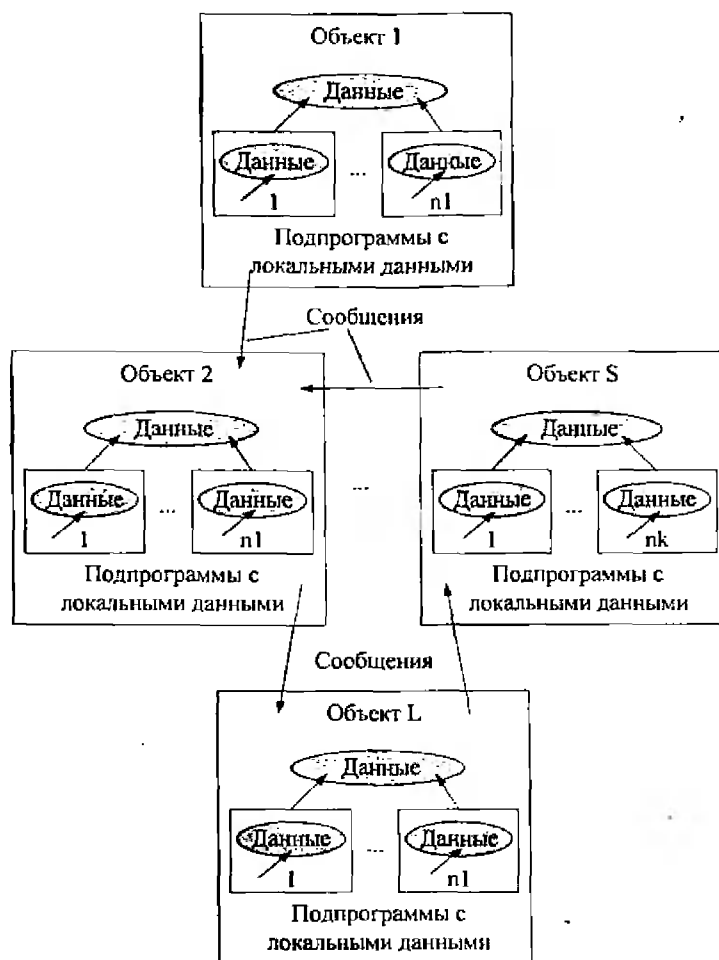 Объект 1
Данные
Данные ... Данные
1 n1
Подпрограммы с
локальными данными
Сообщения
Объект 2
Данные
Данные ... Данные
1 n1
Подпрограммы с
локальными данными
...
Объект S
Данные
Данные ... Данные
1 nk
Подпрограммы с
локальными данными
Сообщения
Объект L
Данные
Данные ... Данные
1 n1
Подпрограммы с
локальными данными